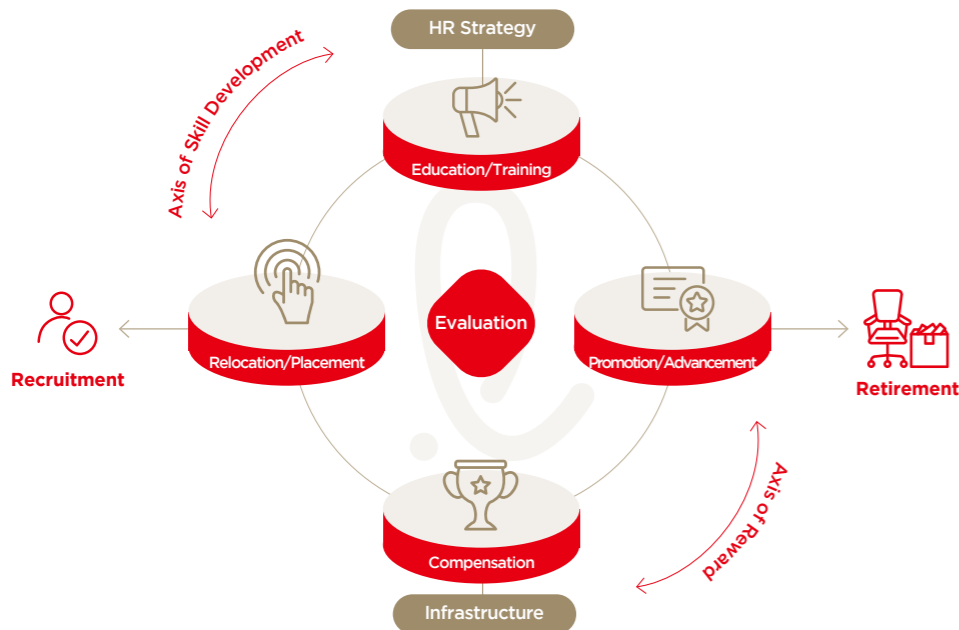 HR Strategy
Axis of Skill Development
Education/Training
Evaluation
Relocation/Placement
Promotion/Advancement
Recruitment
Retirement
Axis of Reward
Compensation
Infrastructure